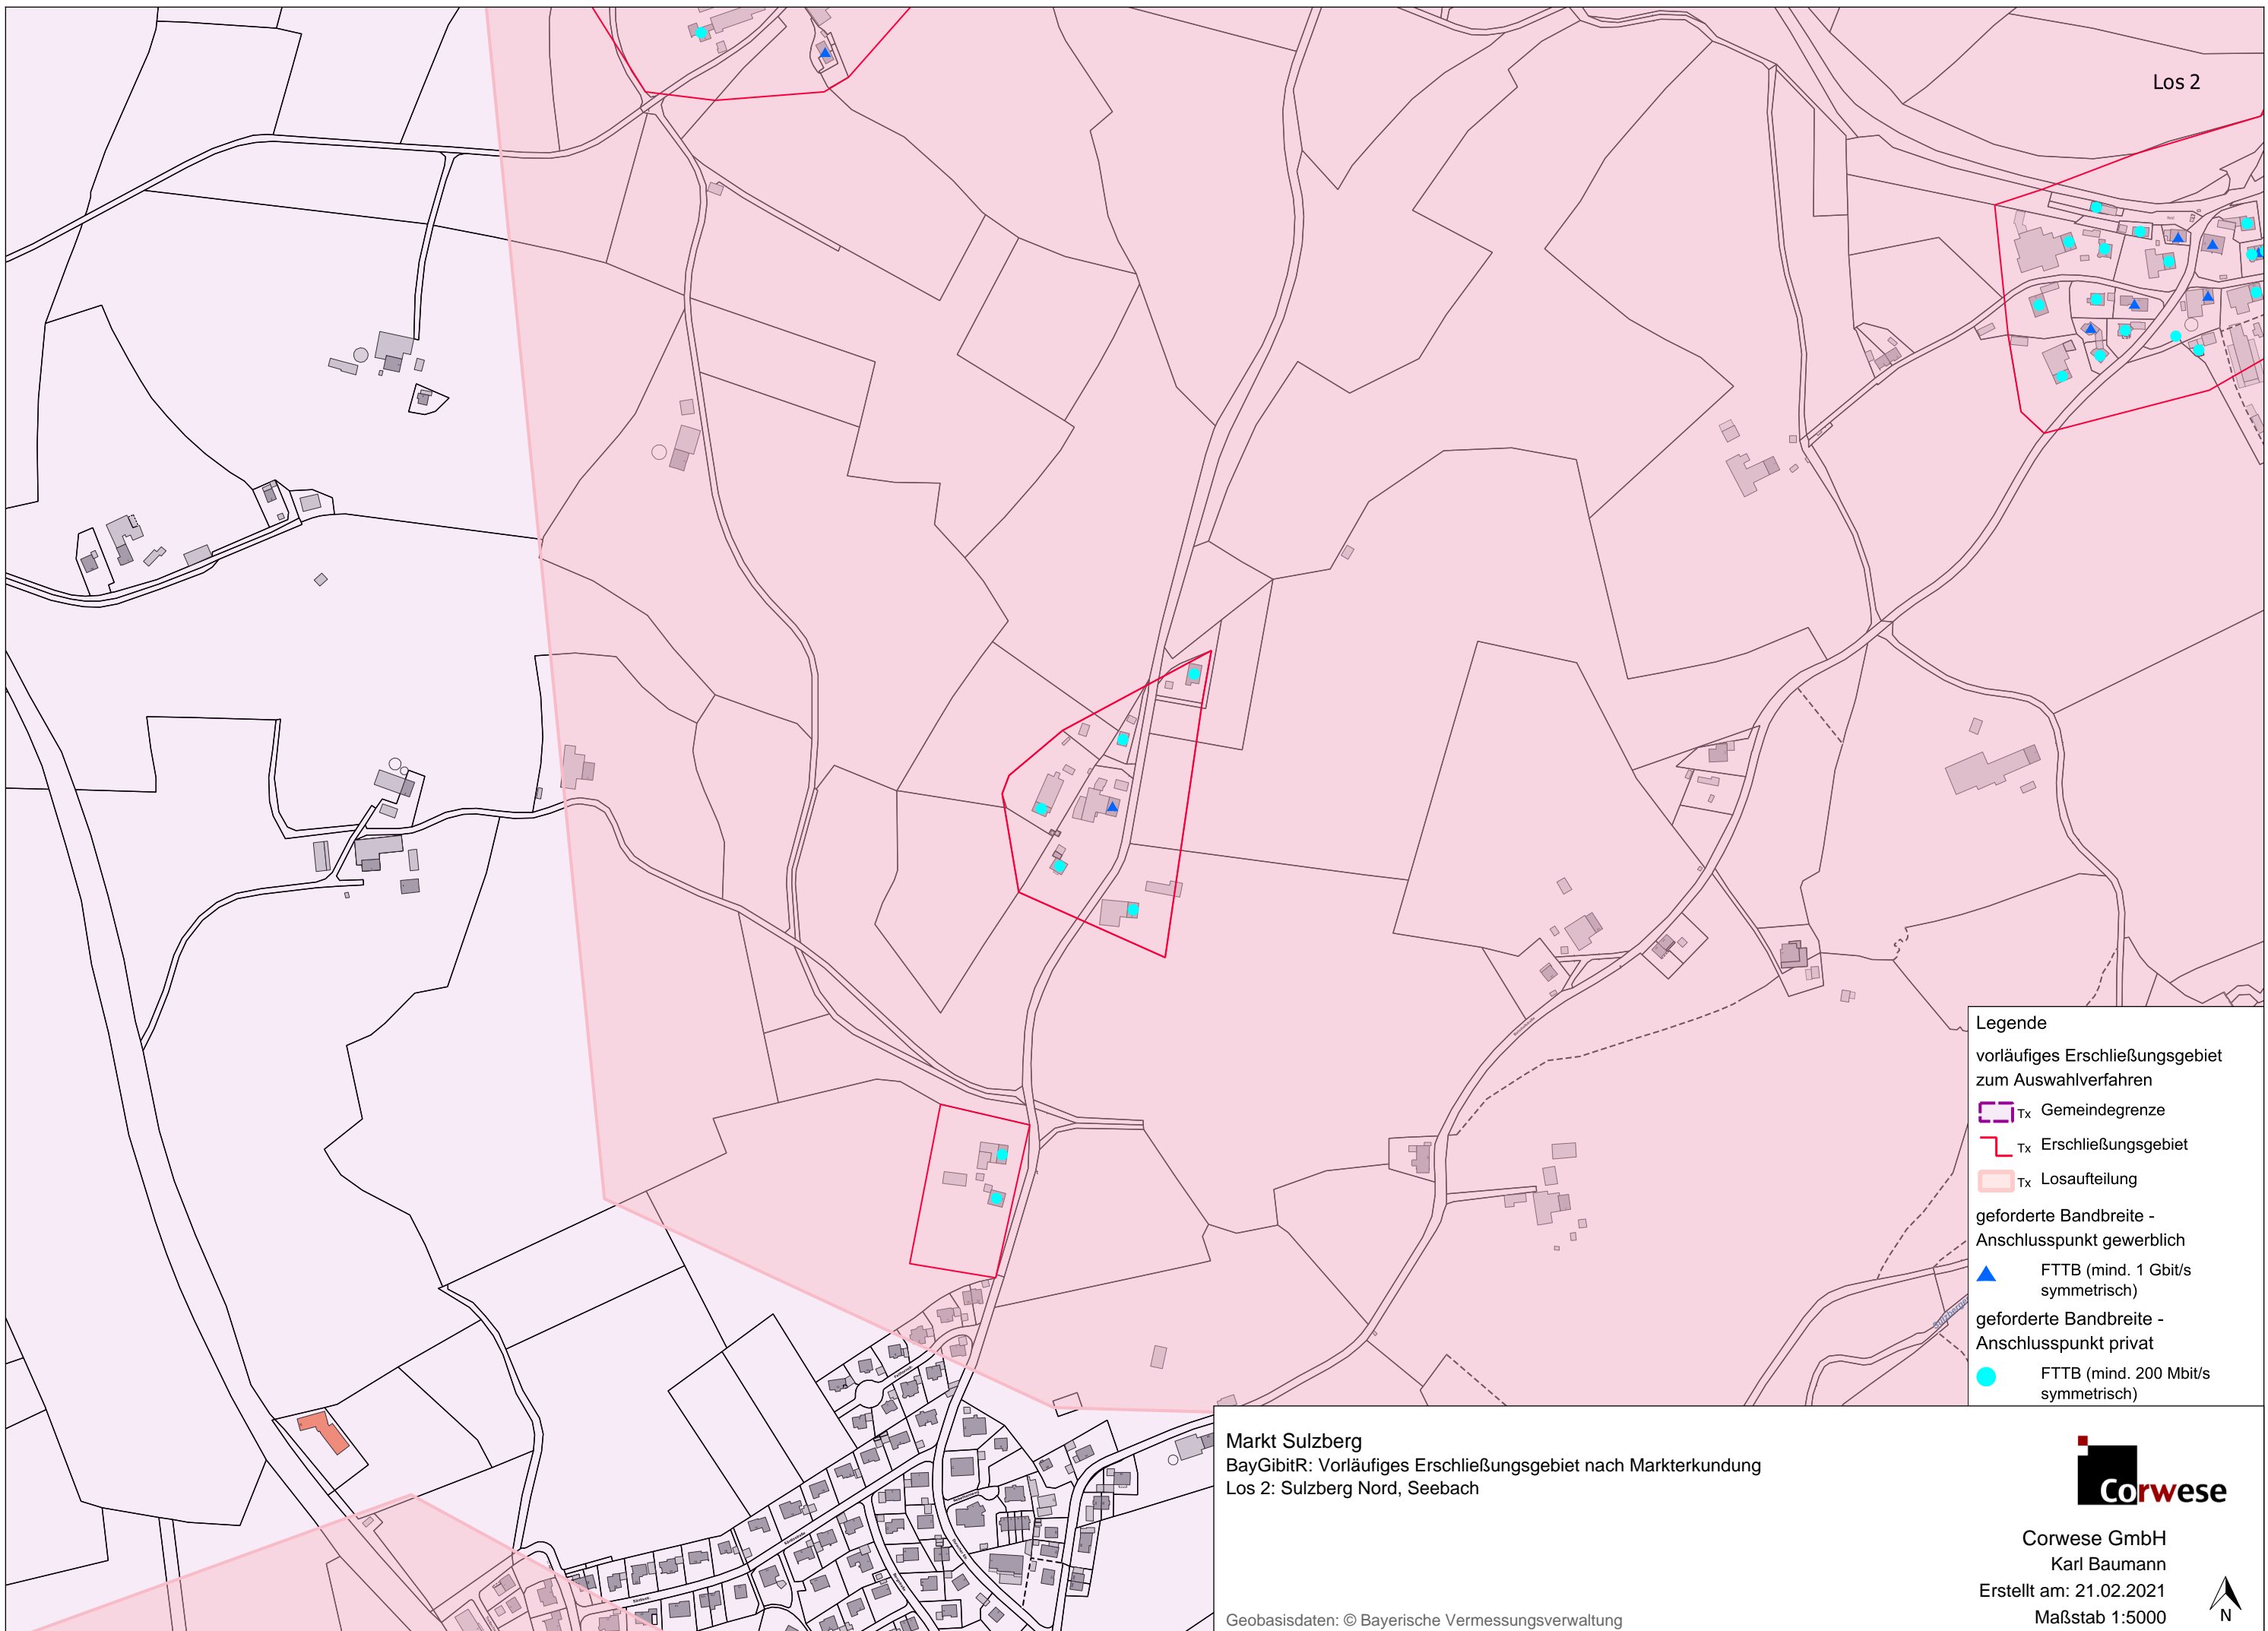 Los 2
Legende
vorläufiges Erschließungsgebiet
zum Auswahlverfahren
Tx Gemeindegrenze
Tx Erschließungsgebiet
Tx Losaufteilung
geforderte Bandbreite -
Anschlusspunkt gewerblich
FTTB (mind. 1 Gbit/s
symmetrisch)
geforderte Bandbreite -
Anschlusspunkt privat
FTTB (mind. 200 Mbit/s
symmetrisch)
Markt Sulzberg
BayGibitR: Vorläufiges Erschließungsgebiet nach Markterkundung
Los 2: Sulzberg Nord, Seebach
Corwese
Corwese GmbH
Karl Baumann
Erstellt am: 21.02.2021
Maßstab 1:5000
N
Geobasisdaten: © Bayerische Vermessungsverwaltung